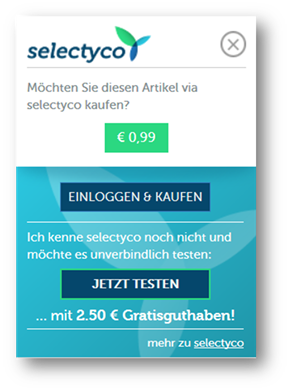 selectyco
Möchten Sie diesen Artikel via
selectyco kaufen?
€ 0,99
EINLOGGEN & KAUFEN
Ich kenne selectyco noch nicht und
möchte es unverbindlich testen:
JETZT TESTEN
... mit 2.50 € Gratisguthaben!
mehr zu selectyco